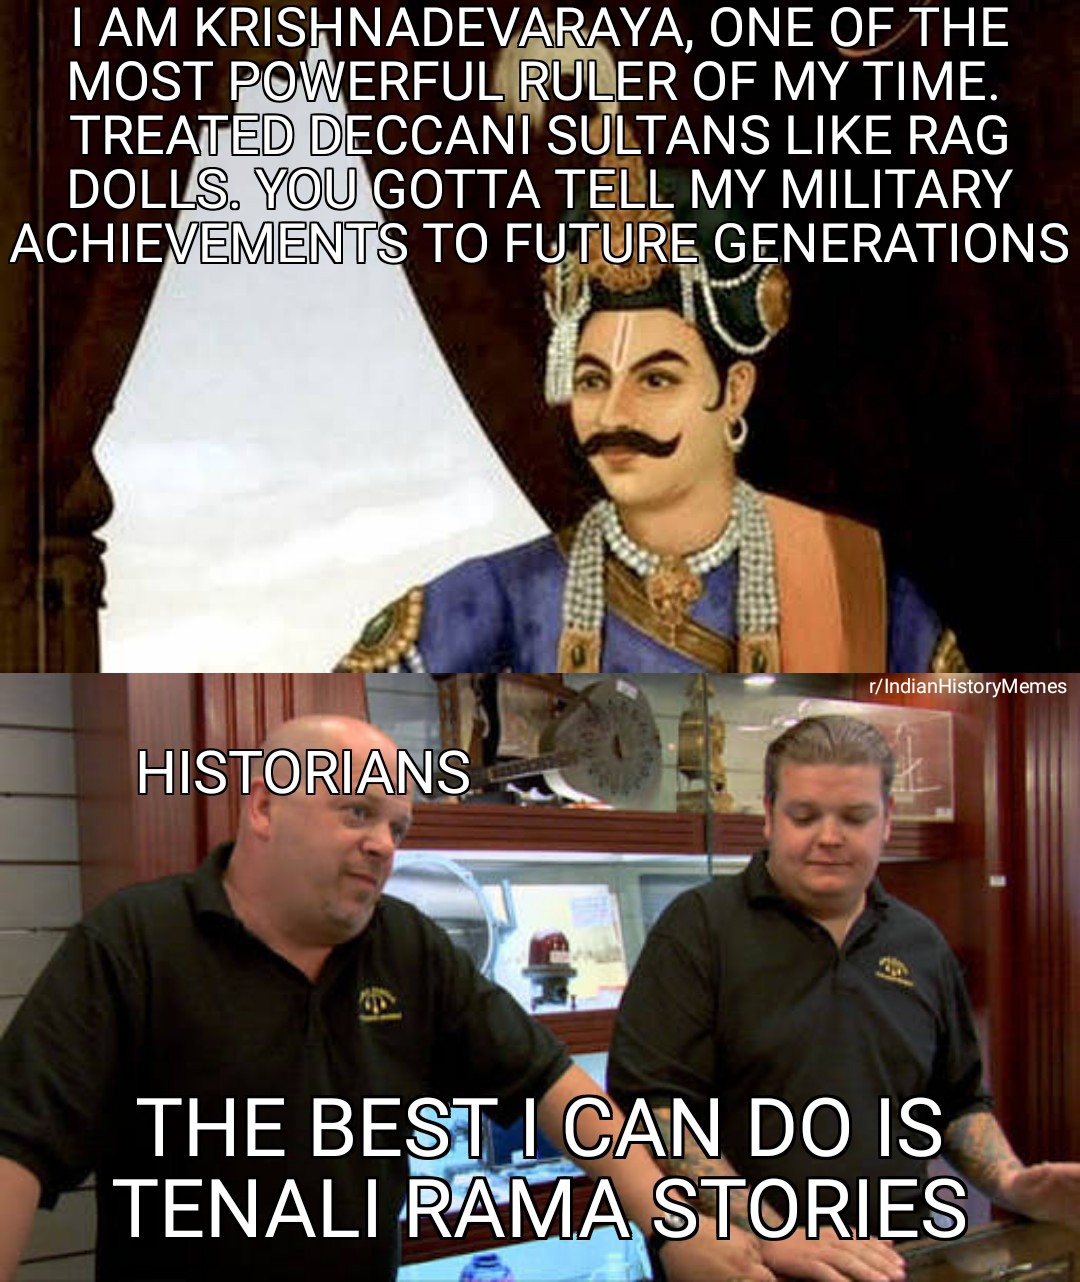 I AM KRISHNADEVARAYA, ONE OF THE
MOST POWERFUL RULER OF MY TIME.
TREATED DECCANI SULTANS LIKE RAG
DOLLS. YOU GOTTA TELL MY MILITARY
ACHIEVEMENTS TO FUTURE GENERATIONS
r/IndianHistoryMemes
HISTORIANS
THE BEST I CAN DO IS
TENALI RAMA STORIES